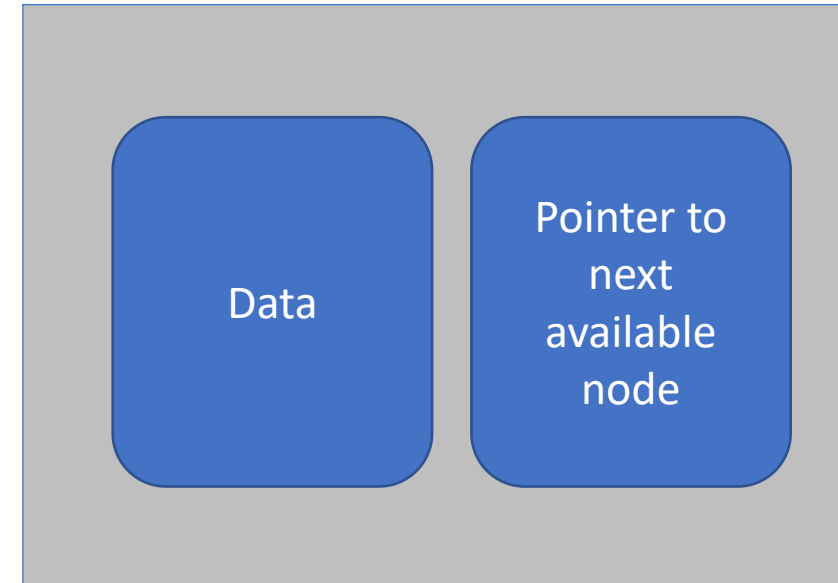 Data
Pointer to
next
available
node